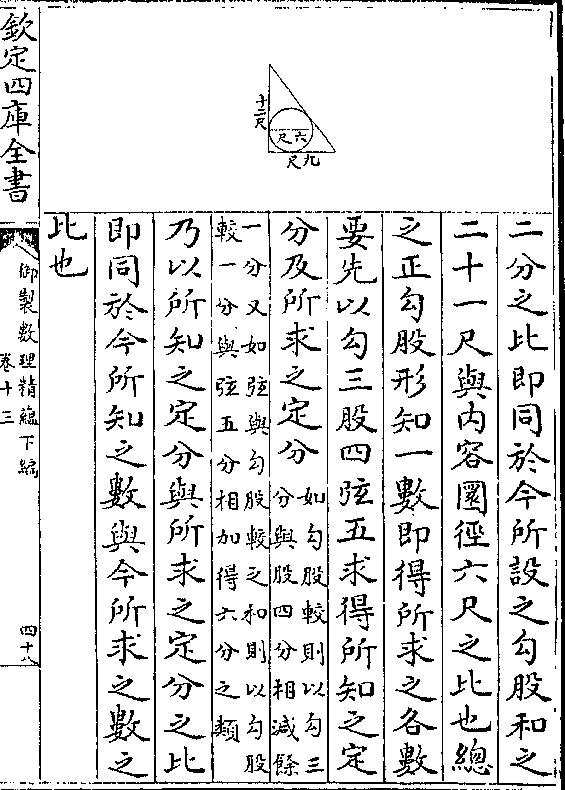 十二尺
六尺
九尺
二分之比即同於今所設之勾股和之
二十一尺與内容圜徑六尺之比也總
之正勾股形知一數即得所求之各數
要先以勾三股四弦五求得所知之定
分及所求之定分如勾股較則以勾三
分與股四分相減餘
一分又如弦與勾股較之和則以勾股
較一分與弦五分相加得六分之類
乃以所知之定分與所求之定分之比
即同於今所知之數與今所求之數之
比也
欽定四庫全書
御製數理精蘊下編
卷十三
四十八